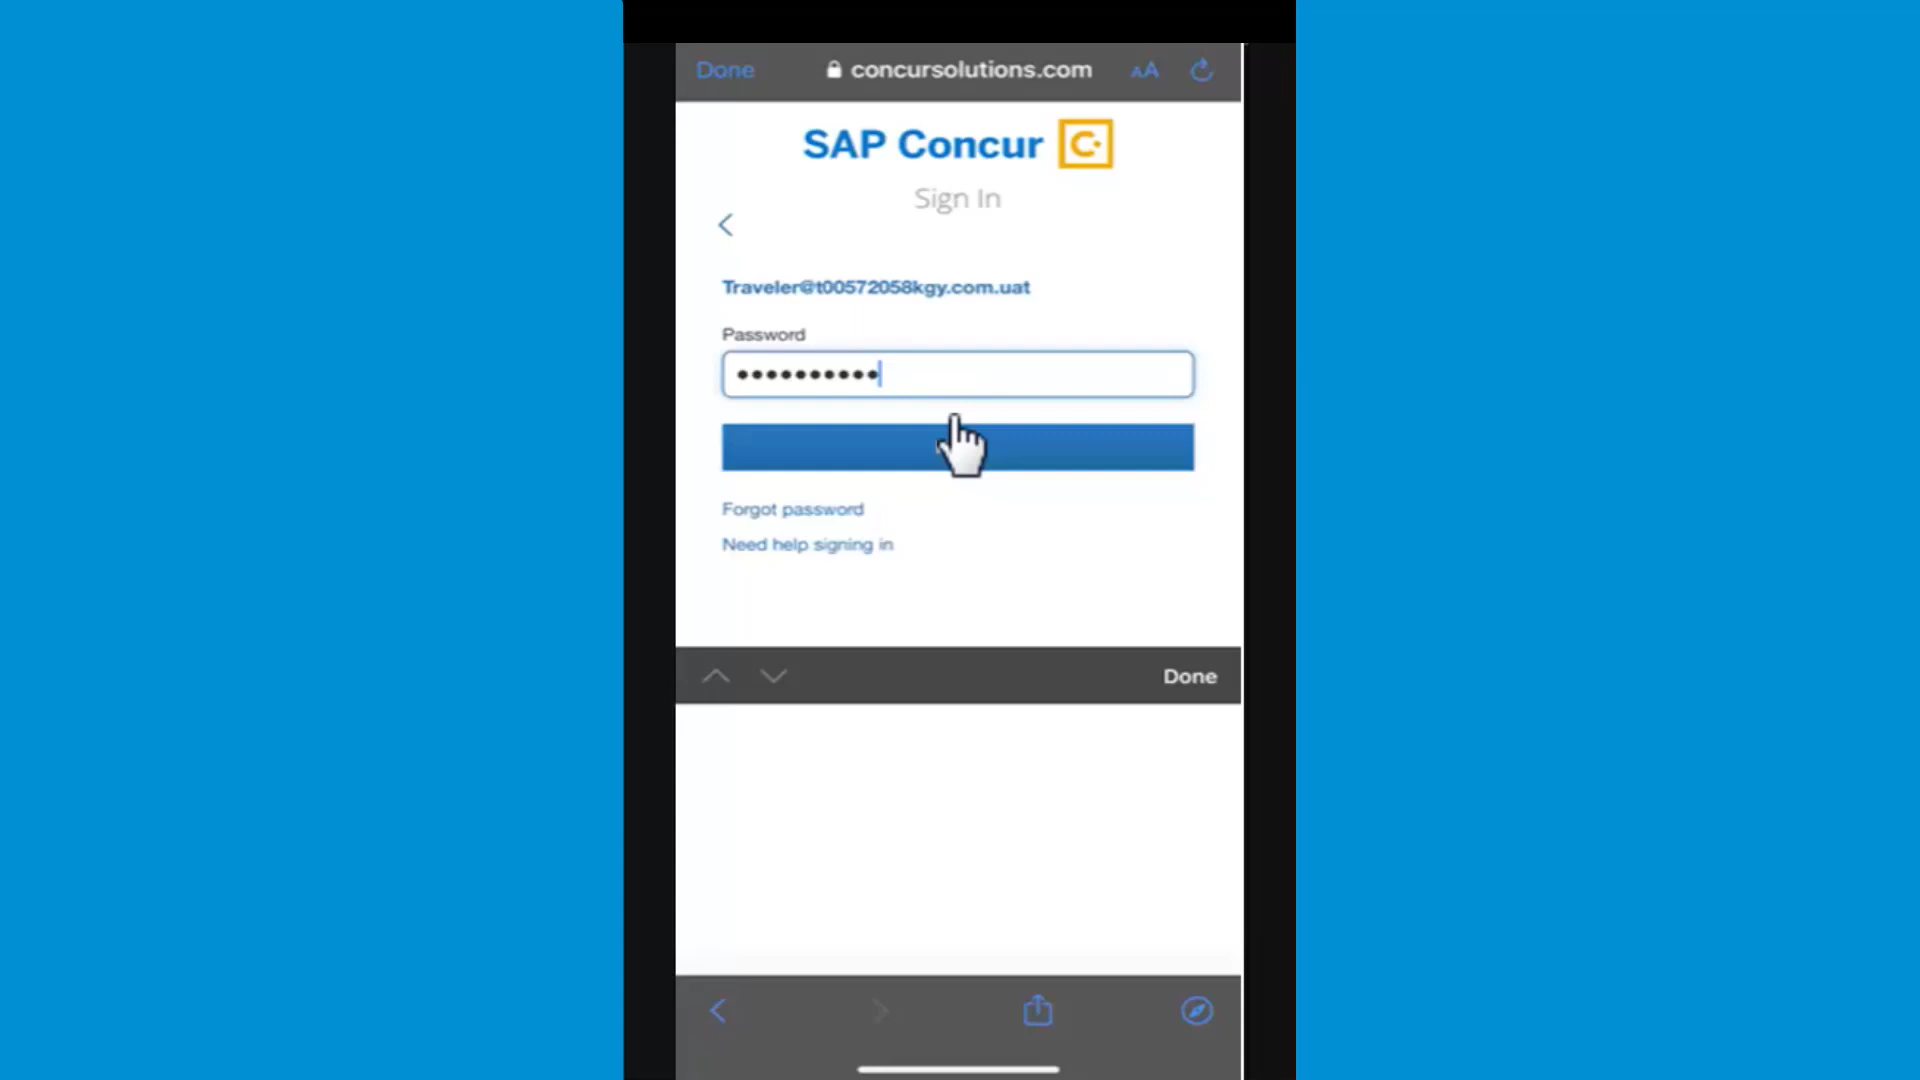 Done concursolutions.com AA
SAP Concur C
Sign In
Traveler@t00572058kgy.com.uat
Password
Forgot password
Need help signing in
Done